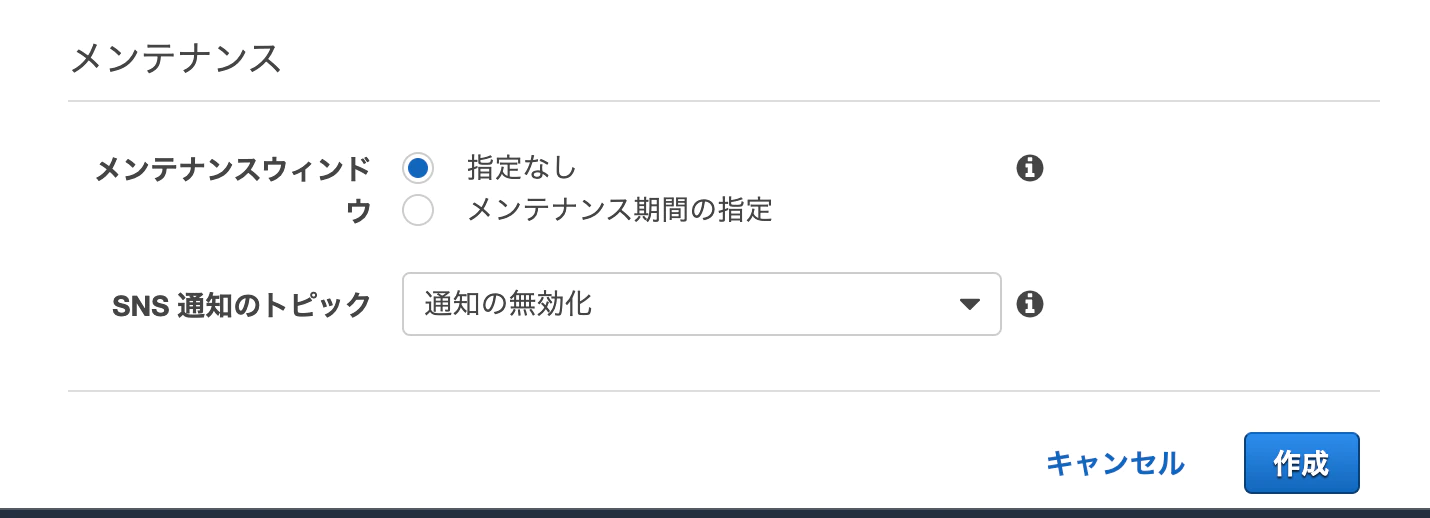 メンテナンス
メンテナンスウィンド
ウ
指定なし
メンテナンス期間の指定
SNS 通知のトピック
通知の無効化
キャンセル
作成